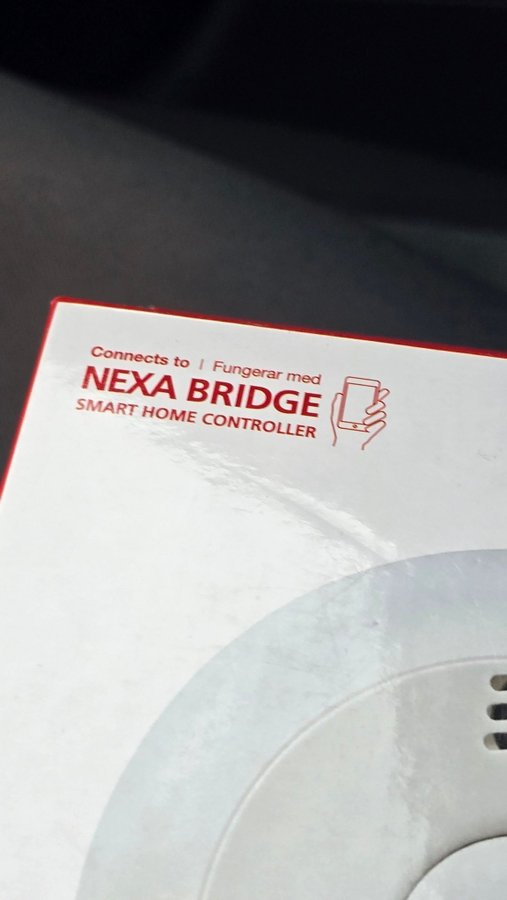 Connects to | Fungerar med
NEXA BRIDGE
SMART HOME CONTROLLER